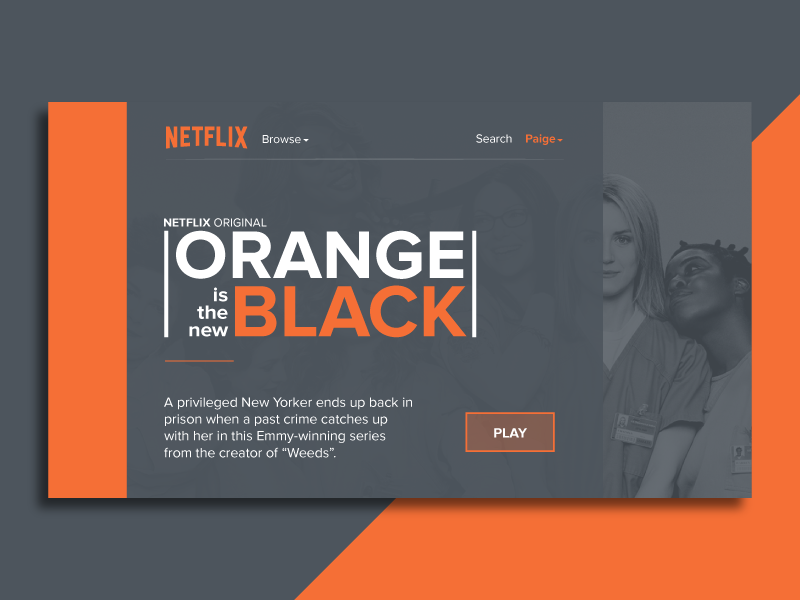 NETFLIX Browse Search Paige
NETFLIX ORIGINAL
ORANGE
is
the
new
BLACK
A privileged New Yorker ends up back in
prison when a past crime catches up
with her in this Emmy-winning series
from the creator of “Weeds”.
PLAY